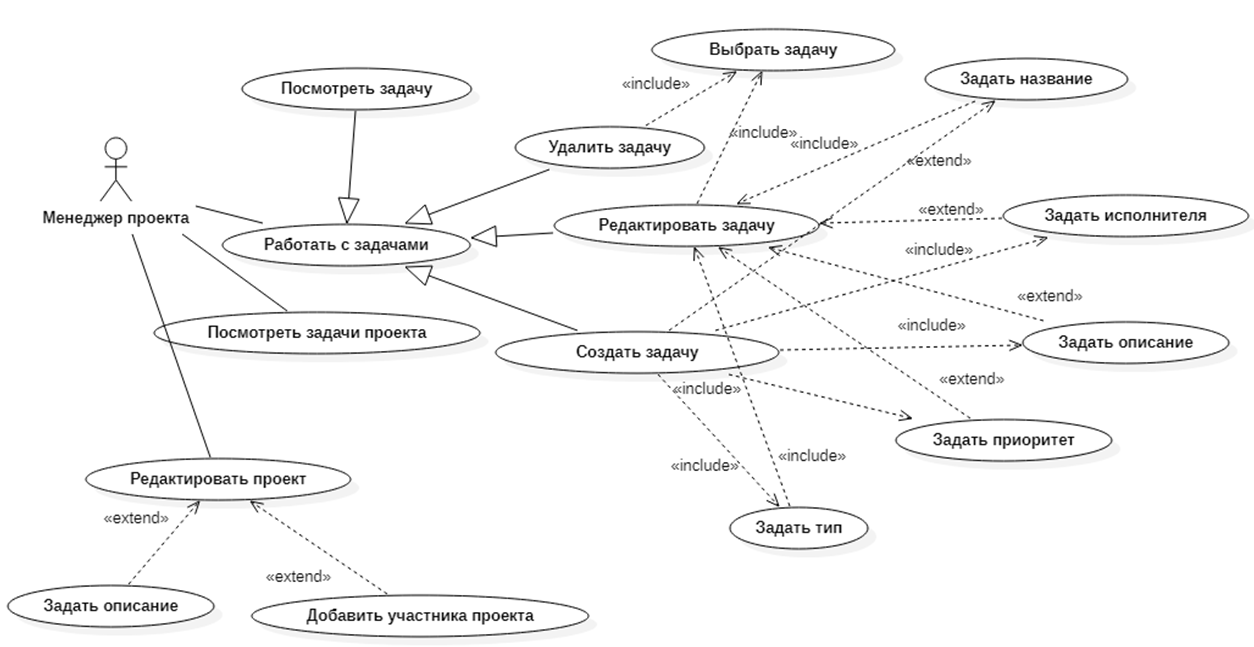 Выбрать задачу
Задать название
Посмотреть задачу
«include»
Удалить задачу
«include»
«include»
«extend»
Менеджер проекта
Работать с задачами
Редактировать задачу
«extend»
Задать исполнителя
«include»
«extend»
Посмотреть задачи проекта
Создать задачу
«include»
Задать описание
«include»
«extend»
Задать приоритет
«include»
«include»
Задать тип
Редактировать проект
«extend»
«extend»
Задать описание
Добавить участника проекта